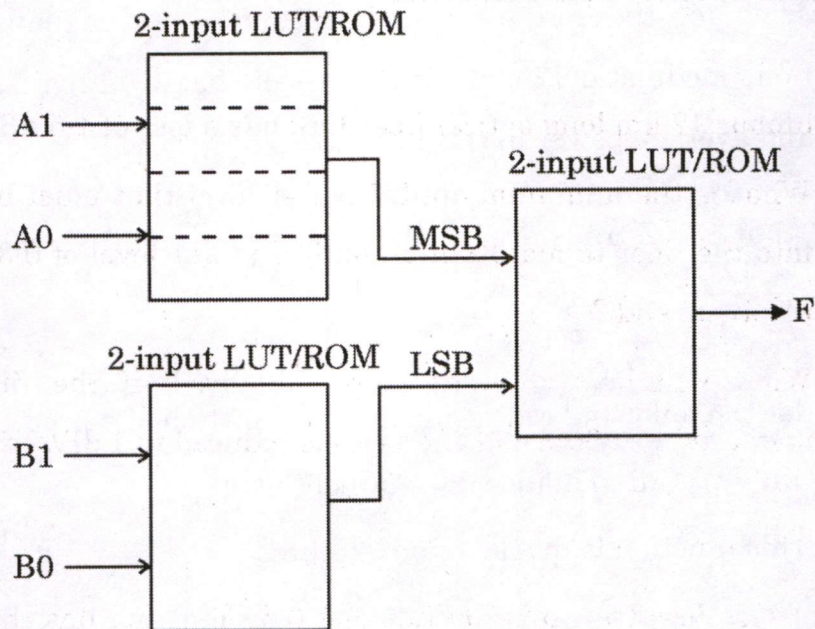 2-input LUT/ROM
A1
A0
MSB
2-input LUT/ROM
F
2-input LUT/ROM
LSB
B1
B0